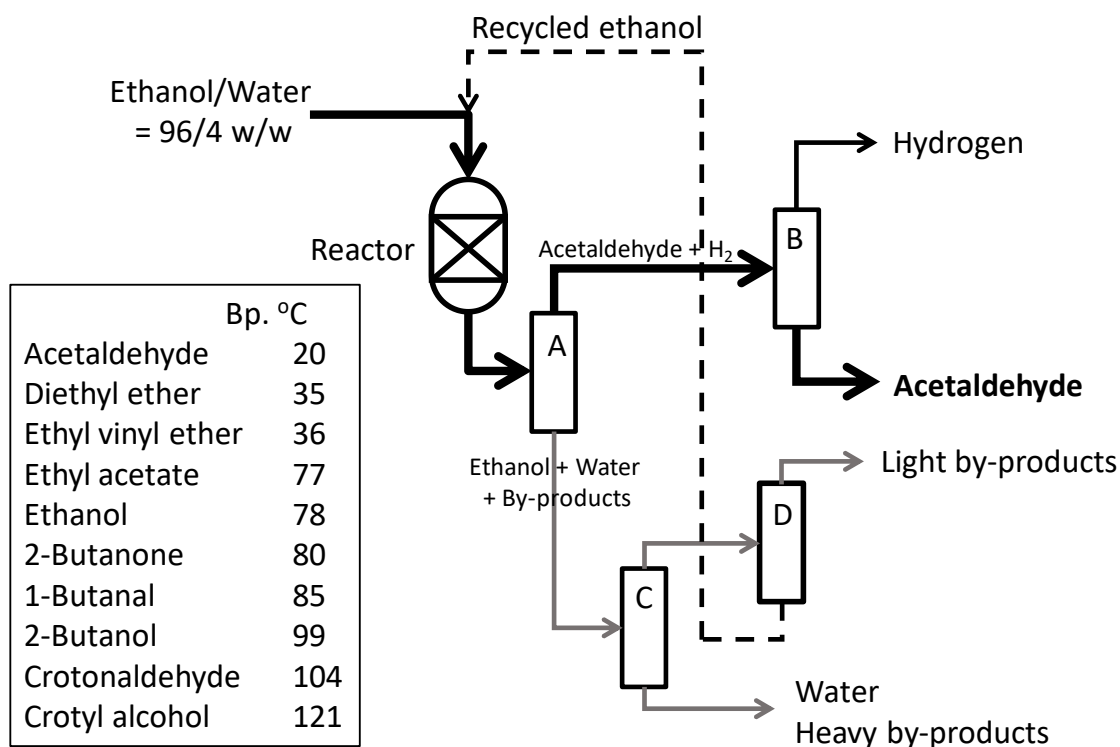 Recycled ethanol
Ethanol/Water
= 96/4 w/w
Hydrogen
B
Reactor
Acetaldehyde + H₂
A
Acetaldehyde
Ethanol + Water
+ By-products
Light by-products
D
C
Water
Heavy by-products
Bp. °C
Acetaldehyde 20
Diethyl ether 35
Ethyl vinyl ether 36
Ethyl acetate 77
Ethanol 78
2-Butanone 80
1-Butanal 85
2-Butanol 99
Crotonaldehyde 104
Crotyl alcohol 121